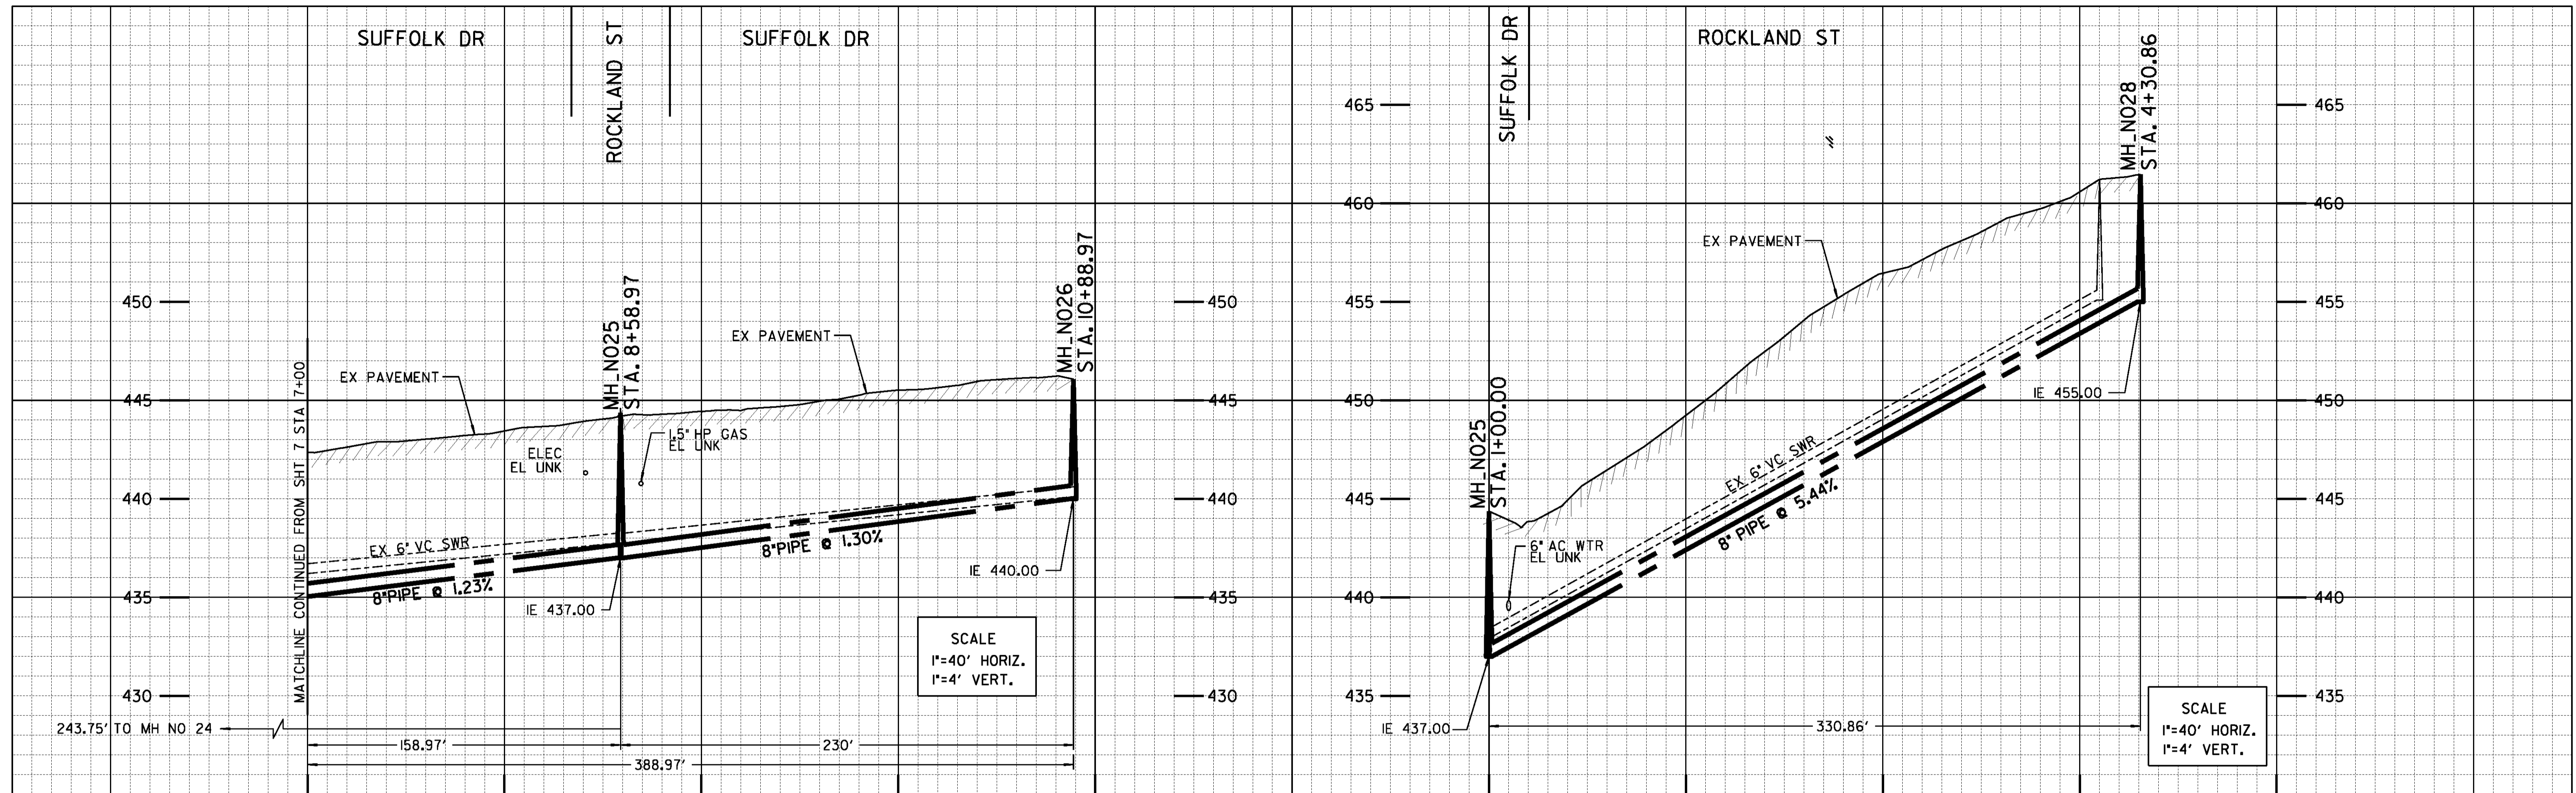 SUFFOLK DR
ROCKLAND ST
SUFFOLK DR
MATCHLINE CONTINUED FROM SHT 7 STA 7+00
450
445
440
435
430
EX PAVEMENT
ELEC
EL UNK
MH_NO25
STA. 8+58.97
1.5" HP GAS
EL UNK
EX PAVEMENT
MH_NO26
STA. 10+88.97
EX 6" VC SWR
8"PIPE @ 1.23%
8"PIPE @ 1.30%
IE 437.00
IE 440.00
SCALE
1"=40' HORIZ.
1"=4' VERT.
243.75' TO MH NO 24
158.97'
230'
388.97'
450
445
440
435
430
SUFFOLK DR
ROCKLAND ST
465
460
455
450
445
440
435
MH_NO25
STA. 1+00.00
6" AC WTR
EL UNK
EX PAVEMENT
EX 6" VC SWR
8" PIPE @ 5.44%
MH_NO28
STA. 4+30.86
IE 455.00
IE 437.00
330.86'
465
460
455
450
445
440
435
SCALE
1"=40' HORIZ.
1"=4' VERT.